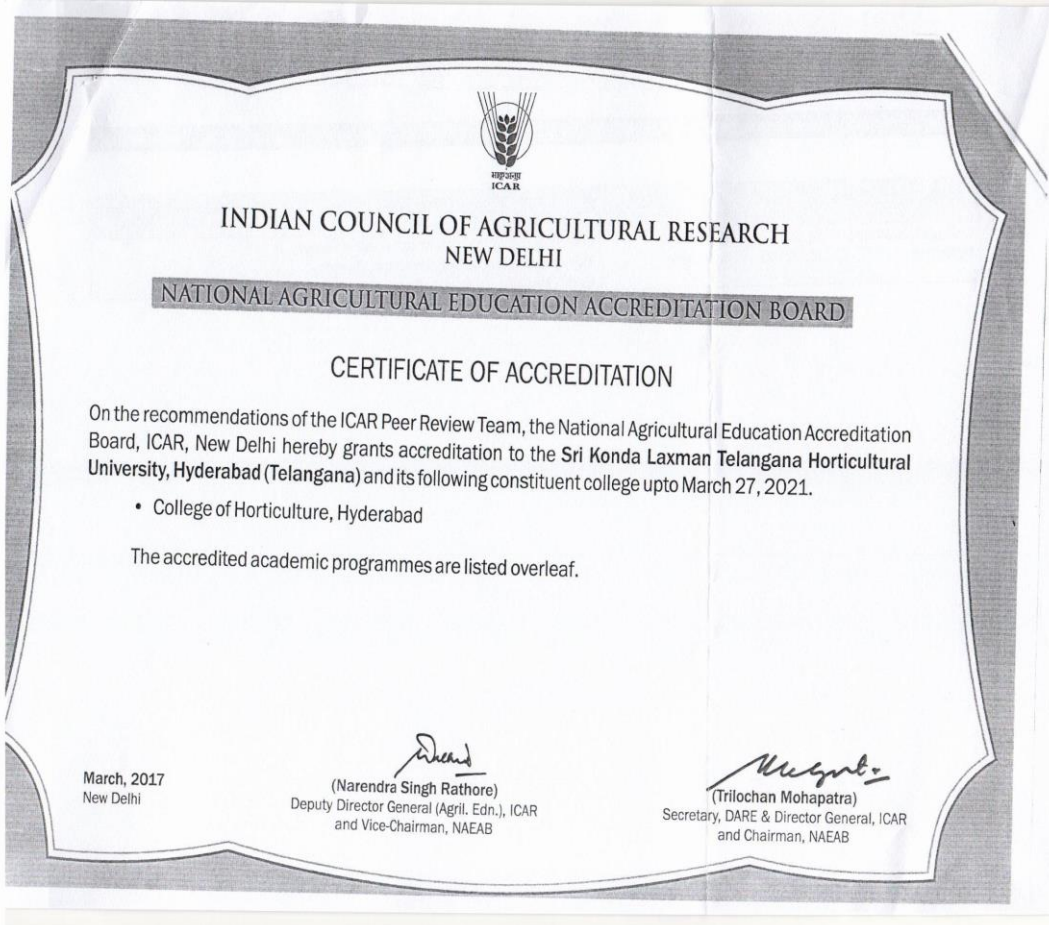 भाकृअनुप
ICAR
INDIAN COUNCIL OF AGRICULTURAL RESEARCH
NEW DELHI
NATIONAL AGRICULTURAL EDUCATION ACCREDITATION BOARD
CERTIFICATE OF ACCREDITATION
On the recommendations of the ICAR Peer Review Team, the National Agricultural Education Accreditation
Board, ICAR, New Delhi hereby grants accreditation to the Sri Konda Laxman Telangana Horticultural
University, Hyderabad (Telangana) and its following constituent college upto March 27, 2021.
• College of Horticulture, Hyderabad
The accredited academic programmes are listed overleaf.
March, 2017
New Delhi
(Narendra Singh Rathore)
Deputy Director General (Agril. Edn.), ICAR
and Vice-Chairman, NAEAB
(Trilochan Mohapatra)
Secretary, DARE & Director General, ICAR
and Chairman, NAEAB